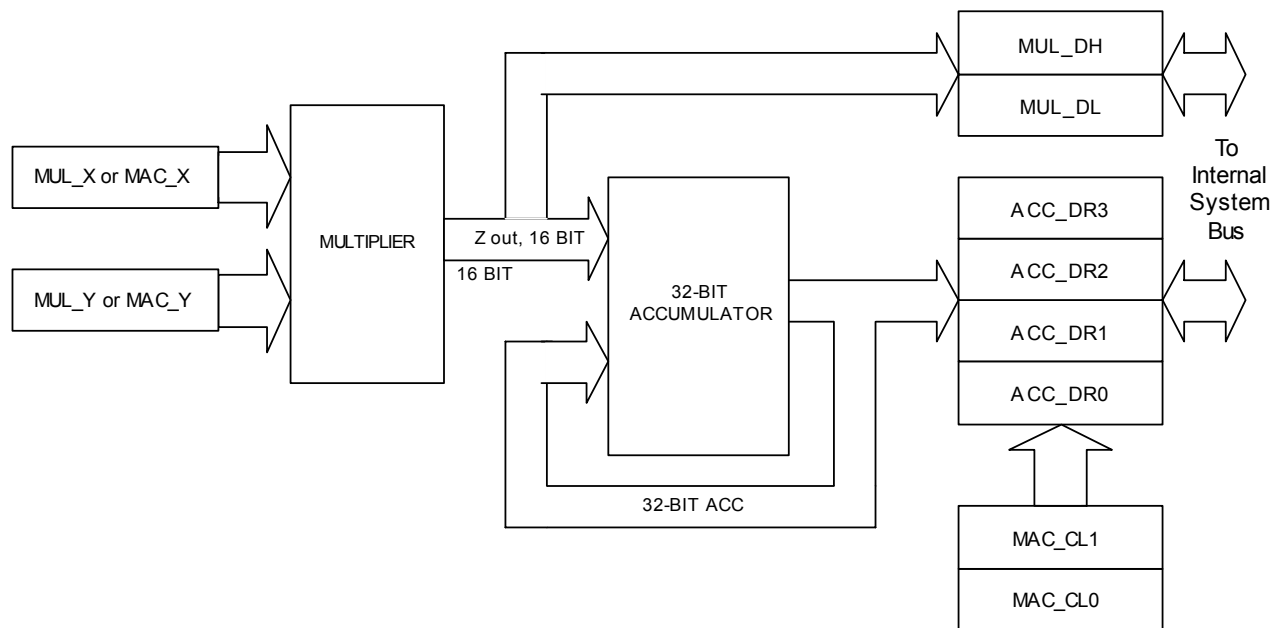 MUL_DH
MUL_DL
MUL_X or MAC_X
MUL_Y or MAC_Y
MULTIPLIER
Z out, 16 BIT
16 BIT
32-BIT
ACCUMULATOR
32-BIT ACC
To
Internal
System
Bus
ACC_DR3
ACC_DR2
ACC_DR1
ACC_DR0
MAC_CL1
MAC_CL0